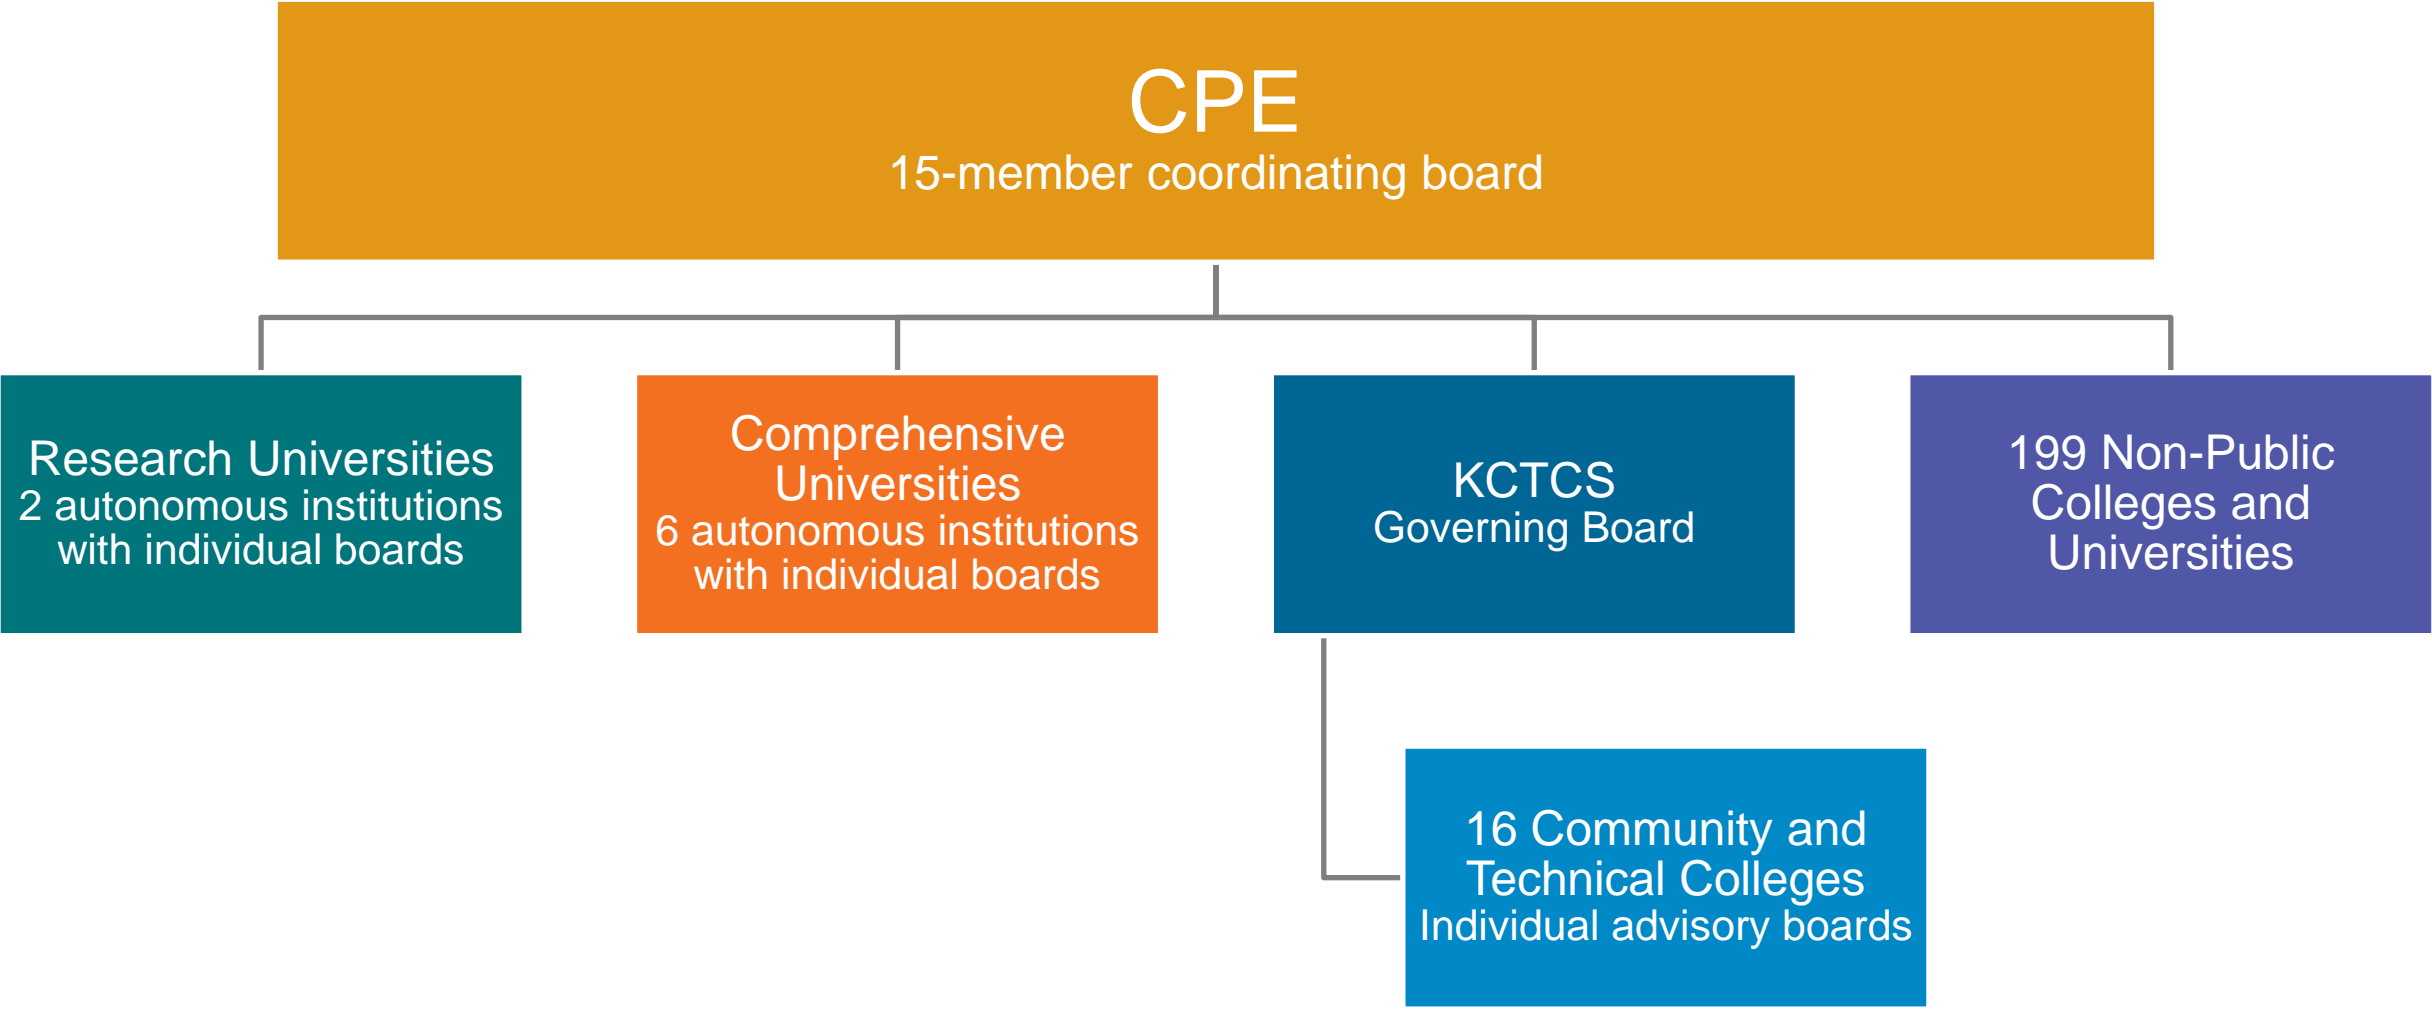 CPE
15-member coordinating board
Research Universities
2 autonomous institutions
with individual boards
Comprehensive
Universities
6 autonomous institutions
with individual boards
KCTCS
Governing Board
199 Non-Public
Colleges and
Universities
16 Community and
Technical Colleges
Individual advisory boards